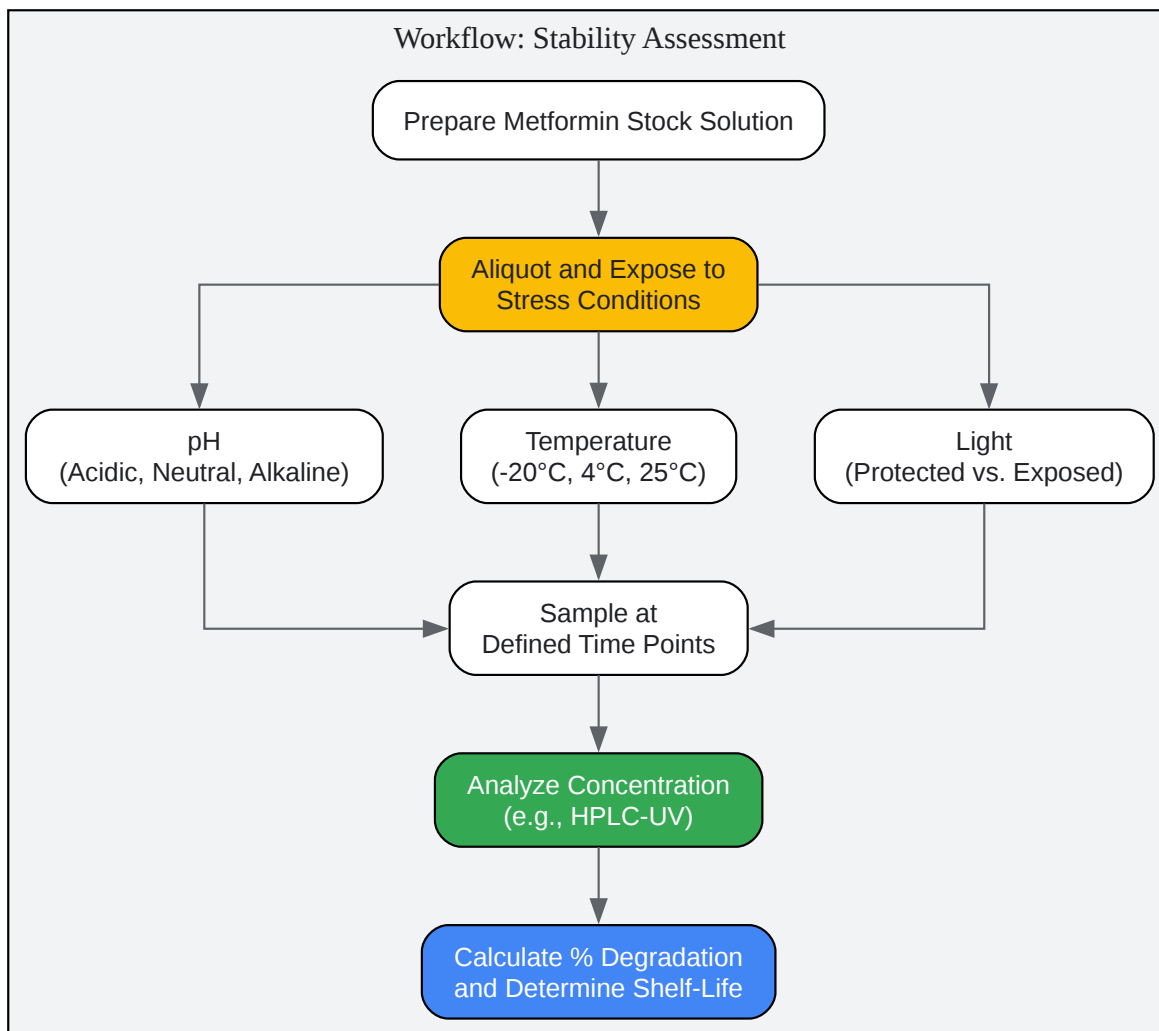 Workflow: Stability Assessment
Prepare Metformin Stock Solution
Aliquot and Expose to
Stress Conditions
pH
(Acidic, Neutral, Alkaline)
Temperature
(-20°C, 4°C, 25°C)
Light
(Protected vs. Exposed)
Sample at
Defined Time Points
Analyze Concentration
(e.g., HPLC-UV)
Calculate % Degradation
and Determine Shelf-Life